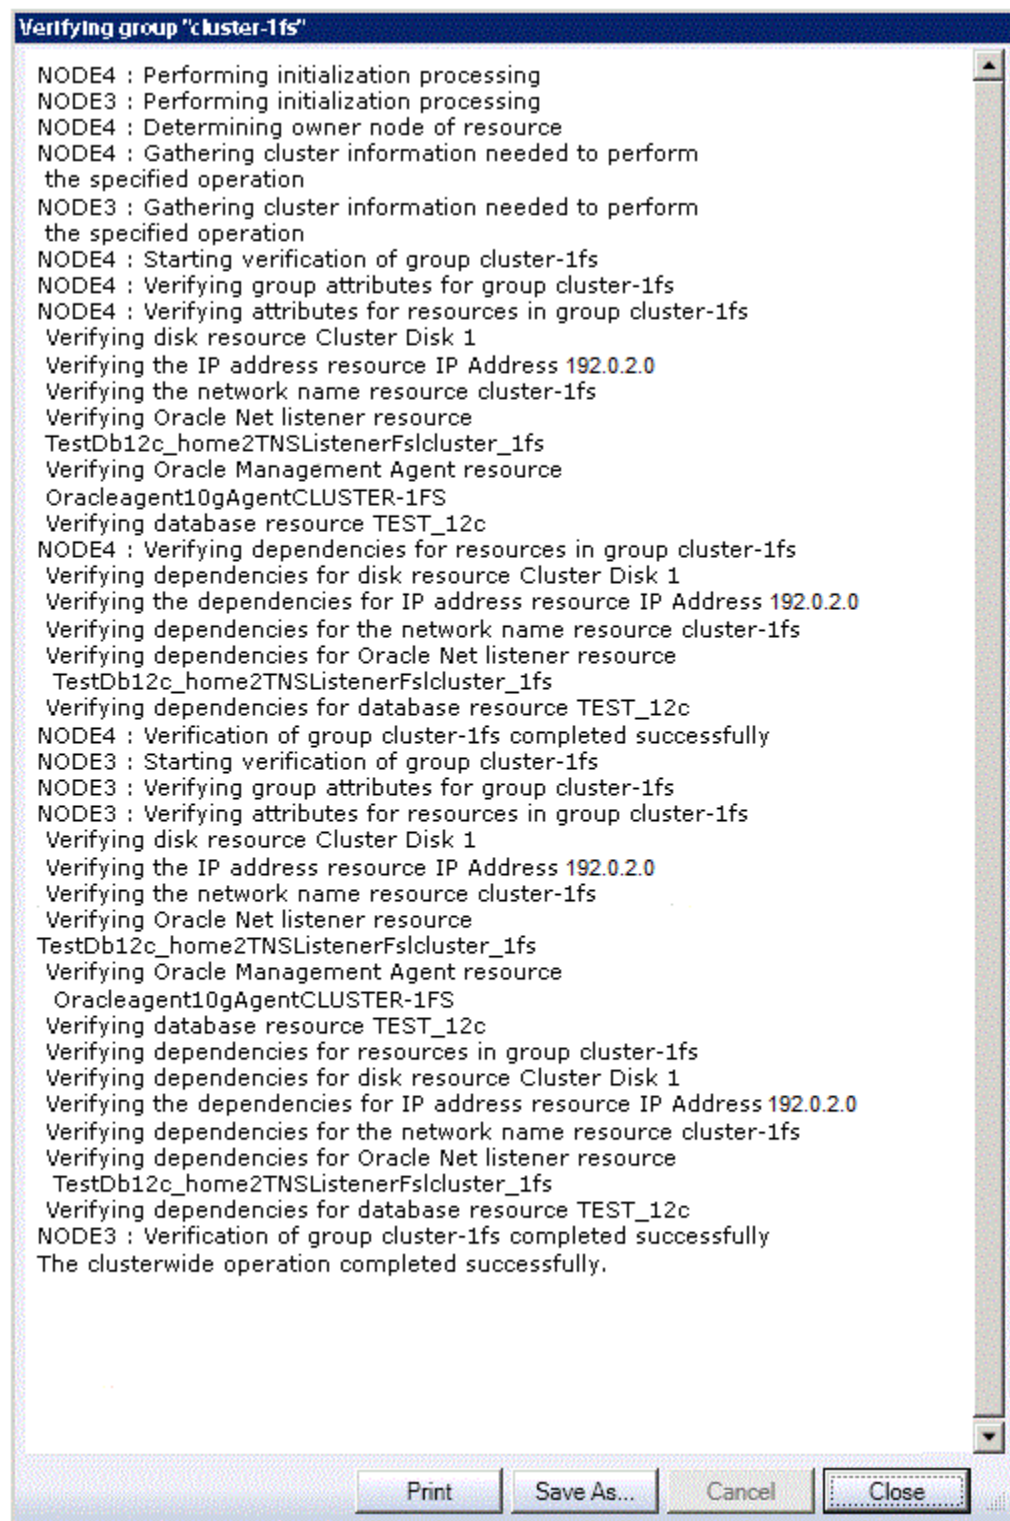 Verifying group "cluster-1fs"
NODE4 : Performing initialization processing
NODE3 : Performing initialization processing
NODE4 : Determining owner node of resource
NODE4 : Gathering cluster information needed to perform
the specified operation
NODE3 : Gathering cluster information needed to perform
the specified operation
NODE4 : Starting verification of group cluster-1fs
NODE4 : Verifying group attributes for group cluster-1fs
NODE4 : Verifying attributes for resources in group cluster-1fs
Verifying disk resource Cluster Disk 1
Verifying the IP address resource IP Address 192.0.2.0
Verifying the network name resource cluster-1fs
Verifying Oracle Net listener resource
TestDb12c_home2TNSListenerFslcluster_1fs
Verifying Oracle Management Agent resource
Oracleagent10gAgentCLUSTER-1FS
Verifying database resource TEST_12c
NODE4 : Verifying dependencies for resources in group cluster-1fs
Verifying dependencies for disk resource Cluster Disk 1
Verifying the dependencies for IP address resource IP Address 192.0.2.0
Verifying dependencies for the network name resource cluster-1fs
Verifying dependencies for Oracle Net listener resource
TestDb12c_home2TNSListenerFslcluster_1fs
Verifying dependencies for database resource TEST_12c
NODE4 : Verification of group cluster-1fs completed successfully
NODE3 : Starting verification of group cluster-1fs
NODE3 : Verifying group attributes for group cluster-1fs
NODE3 : Verifying attributes for resources in group cluster-1fs
Verifying disk resource Cluster Disk 1
Verifying the IP address resource IP Address 192.0.2.0
Verifying the network name resource cluster-1fs
Verifying Oracle Net listener resource
TestDb12c_home2TNSListenerFslcluster_1fs
Verifying Oracle Management Agent resource
Oracleagent10gAgentCLUSTER-1FS
Verifying database resource TEST_12c
Verifying dependencies for resources in group cluster-1fs
Verifying dependencies for disk resource Cluster Disk 1
Verifying the dependencies for IP address resource IP Address 192.0.2.0
Verifying dependencies for the network name resource cluster-1fs
Verifying dependencies for Oracle Net listener resource
TestDb12c_home2TNSListenerFslcluster_1fs
Verifying dependencies for database resource TEST_12c
NODE3 : Verification of group cluster-1fs completed successfully
The clusterwide operation completed successfully.
Print Save As... Cancel Close